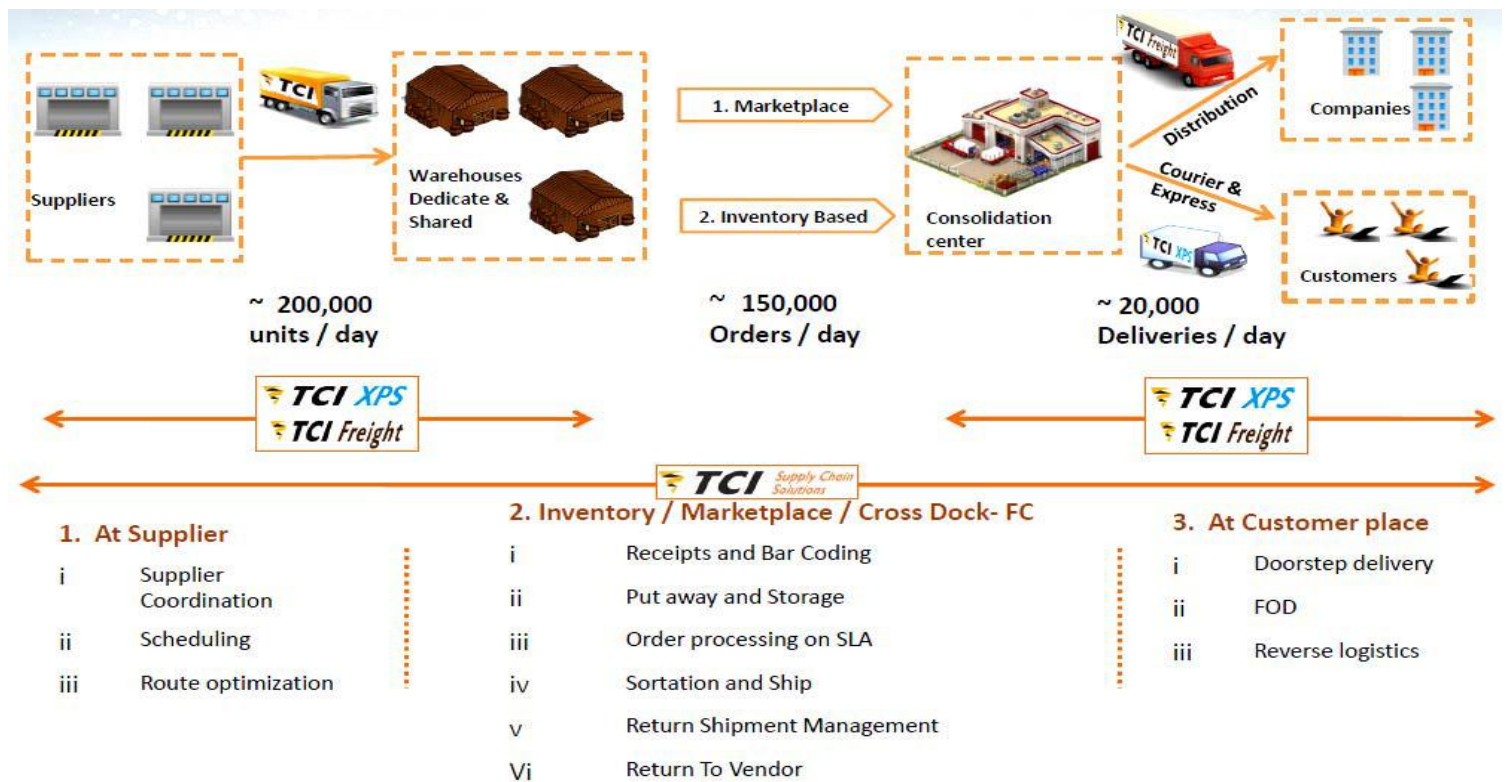 Suppliers
TCI
Warehouses
Dedicate &
Shared
1. Marketplace
2. Inventory Based
Consolidation
center
TCI Freight
Distribution
Courier &
Express
TCI XPS
Companies
Customers
~ 200,000
units / day
~ 150,000
Orders / day
~ 20,000
Deliveries / day
TCI XPS
TCI Freight
TCI XPS
TCI Freight
TCI Supply Chain
Solutions
1. At Supplier
i Supplier
Coordination
ii Scheduling
iii Route optimization
2. Inventory / Marketplace / Cross Dock- FC
i Receipts and Bar Coding
ii Put away and Storage
iii Order processing on SLA
iv Sortation and Ship
v Return Shipment Management
Vi Return To Vendor
3. At Customer place
i Doorstep delivery
ii FOD
iii Reverse logistics